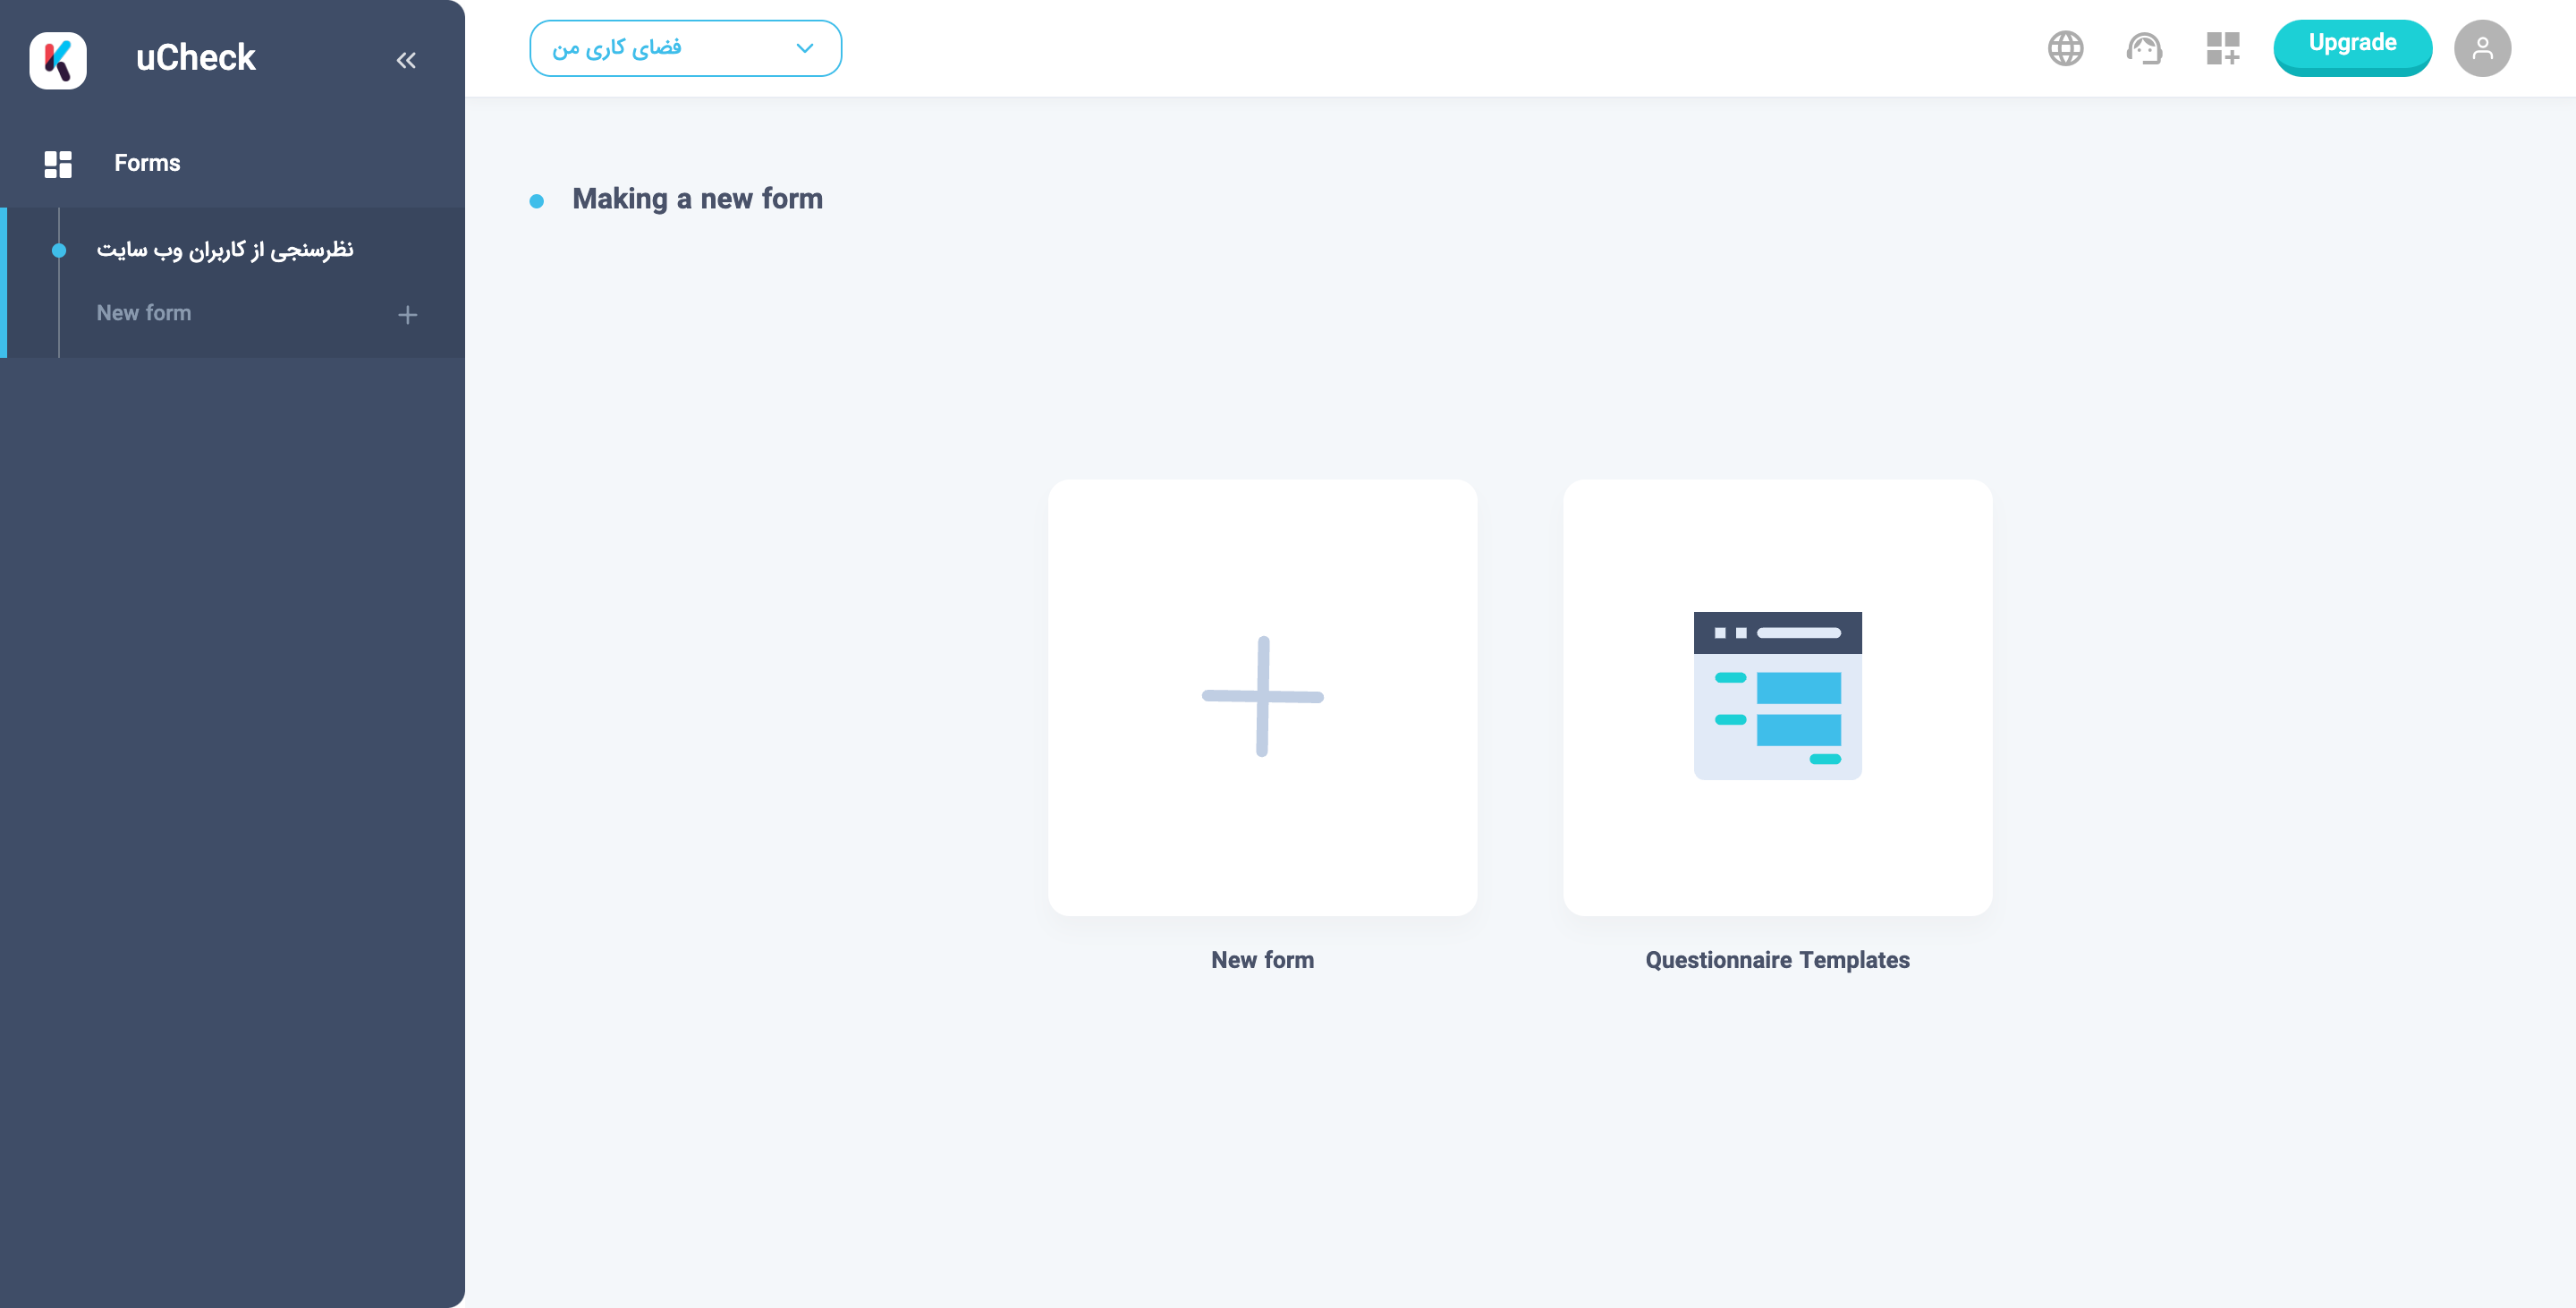 uCheck
Forms
نظرسنجی از کاربران وب سایت
New form
فضای کاری من
Upgrade
Making a new form
New form
Questionnaire Templates